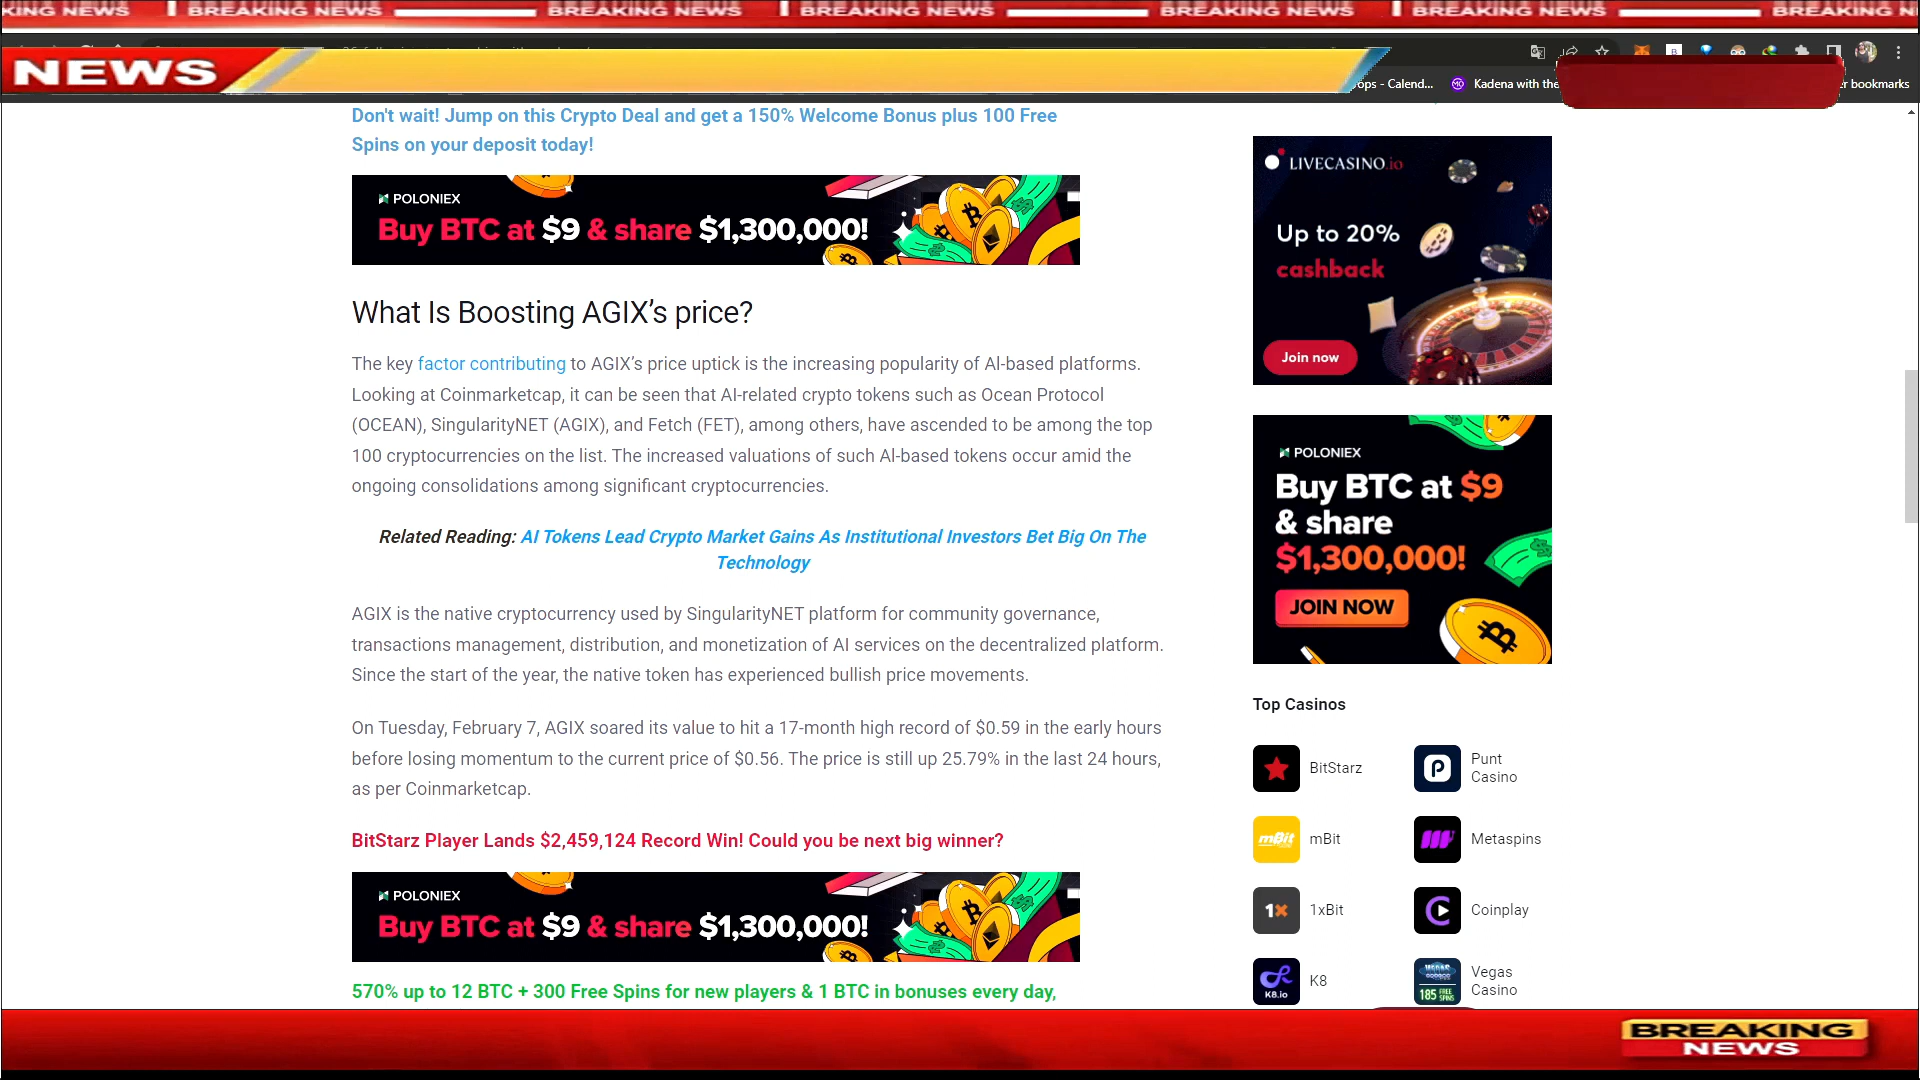 KING NEWS BREAKING NEWS BREAKING NEWS BREAKING NEWS BREAKING NEWS BREAKING NEWS BREAKING N
NEWS
ops - Calend...
Kadena with the
r bookmarks
Don't wait! Jump on this Crypto Deal and get a 150% Welcome Bonus plus 100 Free
Spins on your deposit today!
POLONIEX
Buy BTC at $9 & share $1,300,000!
What Is Boosting AGIX’s price?
The key factor contributing to AGIX’s price uptick is the increasing popularity of AI-based platforms.
Looking at Coinmarketcap, it can be seen that AI-related crypto tokens such as Ocean Protocol
(OCEAN), SingularityNET (AGIX), and Fetch (FET), among others, have ascended to be among the top
100 cryptocurrencies on the list. The increased valuations of such AI-based tokens occur amid the
ongoing consolidations among significant cryptocurrencies.
Related Reading: AI Tokens Lead Crypto Market Gains As Institutional Investors Bet Big On The
Technology
AGIX is the native cryptocurrency used by SingularityNET platform for community governance,
transactions management, distribution, and monetization of AI services on the decentralized platform.
Since the start of the year, the native token has experienced bullish price movements.
On Tuesday, February 7, AGIX soared its value to hit a 17-month high record of $0.59 in the early hours
before losing momentum to the current price of $0.56. The price is still up 25.79% in the last 24 hours,
as per Coinmarketcap.
BitStarz Player Lands $2,459,124 Record Win! Could you be next big winner?
POLONIEX
Buy BTC at $9 & share $1,300,000!
570% up to 12 BTC + 300 Free Spins for new players & 1 BTC in bonuses every day,
LIVECASINO.io
Up to 20%
cashback
Join now
POLONIEX
Buy BTC at $9
& share
$1,300,000!
JOIN NOW
Top Casinos
BitStarz
Punt
Casino
mBit
mBit
Metaspins
1x
1xBit
Coinplay
K8.io
K8
VEGAS
185 FREE SPINS
Vegas
Casino
BREAKING
NEWS